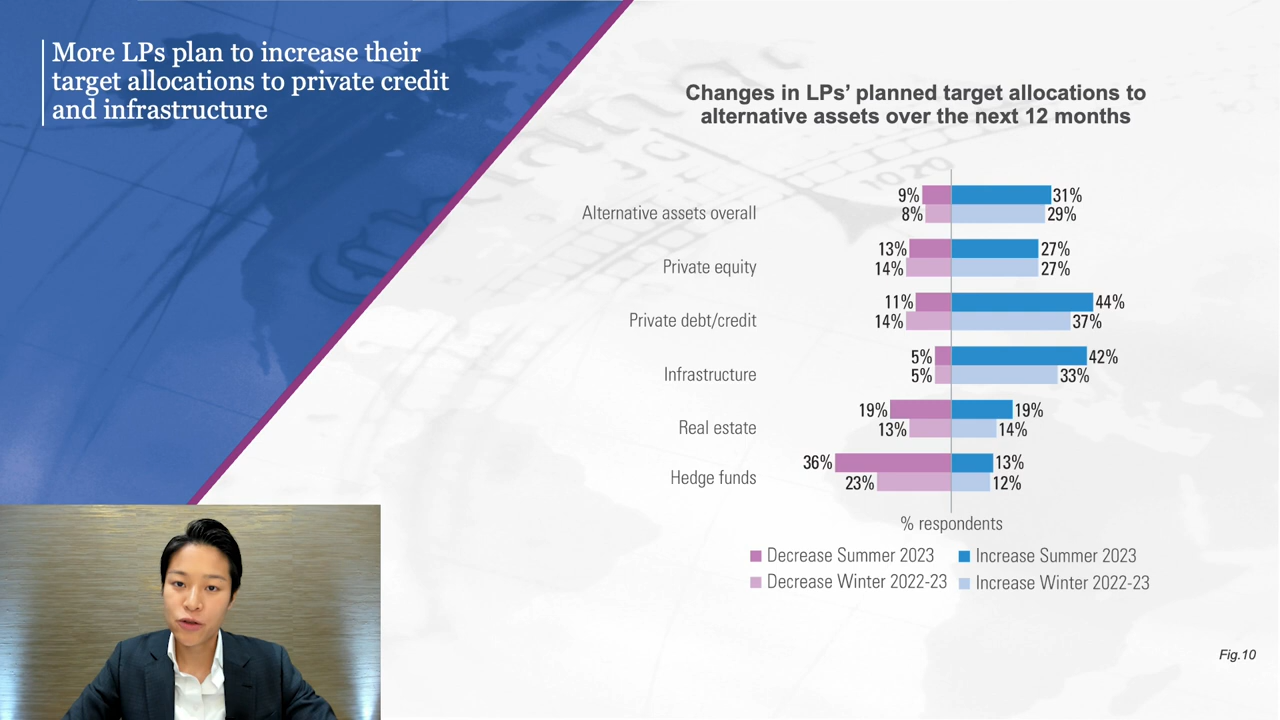 More LPs plan to increase their
target allocations to private credit
and infrastructure
Changes in LPs’ planned target allocations to
alternative assets over the next 12 months
Alternative assets overall
9%
31%
8%
29%
Private equity
13%
27%
14%
27%
Private debt/credit
11%
44%
14%
37%
Infrastructure
5%
42%
5%
33%
Real estate
19%
19%
13%
14%
Hedge funds
36%
13%
23%
12%
% respondents
Decrease Summer 2023
Increase Summer 2023
Decrease Winter 2022-23
Increase Winter 2022-23
Fig.10
1020